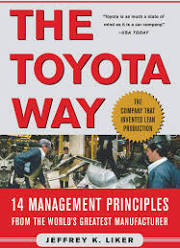 "Toyota is as much a state of
mind as it is a car company."
—USA TODAY
THE
TOYOTA
WAY
THE
COMPANY THAT
INVENTED LEAN
PRODUCTION
14 MANAGEMENT PRINCIPLES
FROM THE WORLD'S GREATEST MANUFACTURER
JEFFREY K. LIKER